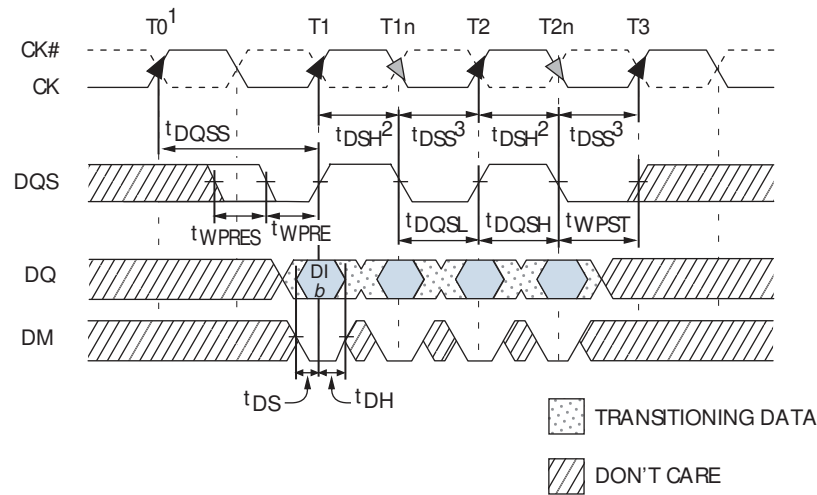 T0¹ T1 T1n T2 T2n T3
CK#
CK
tDQSS tDSH² tDSS³ tDSH² tDSS³
DQS
tWPRES tWPRE tDQSL tDQSH tWPST
DQ
DI
b
DM
tDS tDH
TRANSITIONING DATA
DON'T CARE